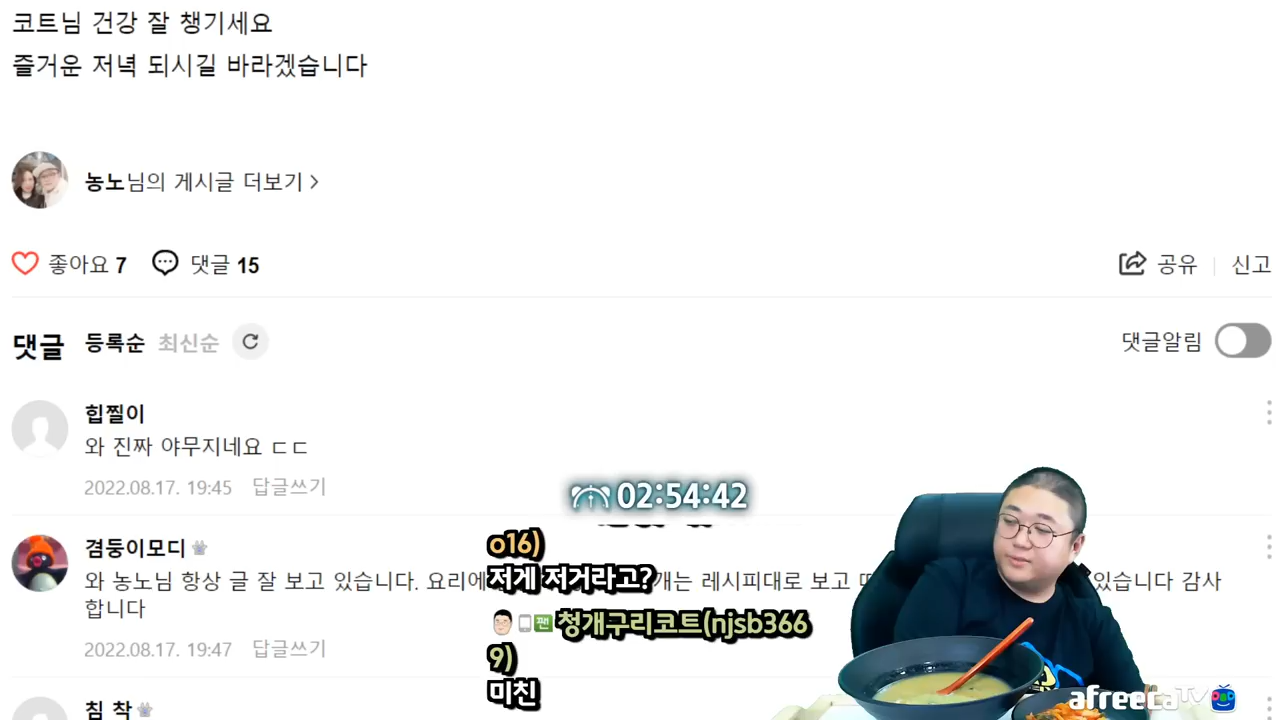 코트님 건강 잘 챙기세요
즐거운 저녁 되시길 바라겠습니다
농노님의 게시글 더보기
좋아요 7 댓글 15
공유 신고
댓글 등록순 최신순
댓글알림
힙찔이
와 진짜 야무지네요 ㄷㄷ
2022.08.17. 19:45 답글쓰기
02:54:42
겸둥이모디
와 농노님 항상 글 잘 보고 있습니다. 요리에 개는 레시피대로 보고 있습니다 감사
합니다
2022.08.17. 19:47 답글쓰기
o16)
저게 저거라고?
짼 청개구리코트(njsb366
9)
미친
침 착
afreecaTV